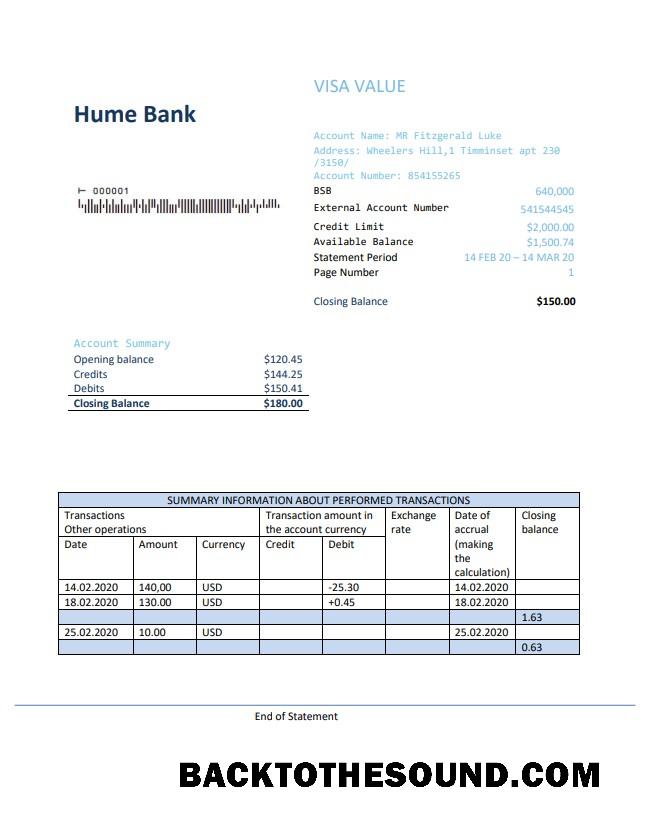 VISA VALUE
Hume Bank
Account Name: MR Fitzgerald Luke
Address: Wheelers Hill,1 Timminset apt 230
/3150/
Account Number: 854155265
⊢ 000001
BSB 640,000
External Account Number 541544545
Credit Limit $2,000.00
Available Balance $1,500.74
Statement Period 14 FEB 20 – 14 MAR 20
Page Number 1
Closing Balance $150.00
Account Summary
Opening balance $120.45
Credits $144.25
Debits $150.41
Closing Balance $180.00
SUMMARY INFORMATION ABOUT PERFORMED TRANSACTIONS
Transactions
Other operations
Transaction amount in
the account currency
Exchange
rate
Date of
accrual
(making
the
calculation)
Closing
balance
Date Amount Currency Credit Debit
14.02.2020 140,00 USD -25.30 14.02.2020
18.02.2020 130.00 USD +0.45 18.02.2020
1.63
25.02.2020 10.00 USD 25.02.2020
0.63
End of Statement
BACKTOTHESOUND.COM